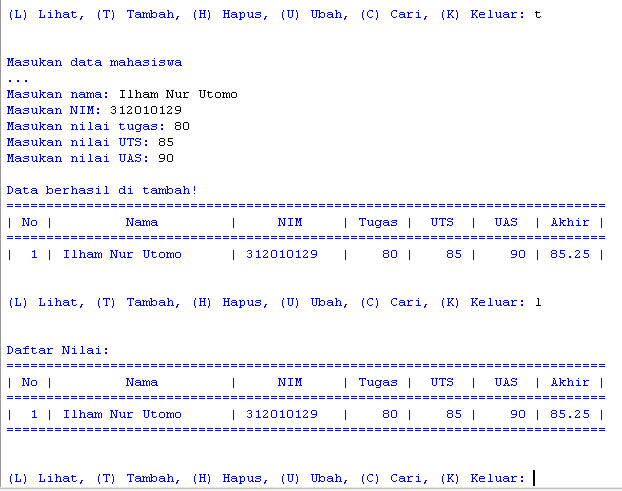 (L) Lihat, (T) Tambah, (H) Hapus, (U) Ubah, (C) Cari, (K) Keluar: t
Masukan data mahasiswa
...
Masukan nama: Ilham Nur Utomo
Masukan NIM: 312010129
Masukan nilai tugas: 80
Masukan nilai UTS: 85
Masukan nilai UAS: 90
Data berhasil di tambah!
===========================================================================
| No |         Nama         |     NIM     | Tugas |  UTS  |  UAS  | Akhir |
===========================================================================
|  1 | Ilham Nur Utomo      | 312010129   |    80 |    85 |    90 | 85.25 |
(L) Lihat, (T) Tambah, (H) Hapus, (U) Ubah, (C) Cari, (K) Keluar: l
Daftar Nilai:
===========================================================================
| No |         Nama         |     NIM     | Tugas |  UTS  |  UAS  | Akhir |
===========================================================================
|  1 | Ilham Nur Utomo      | 312010129   |    80 |    85 |    90 | 85.25 |
===========================================================================
(L) Lihat, (T) Tambah, (H) Hapus, (U) Ubah, (C) Cari, (K) Keluar: